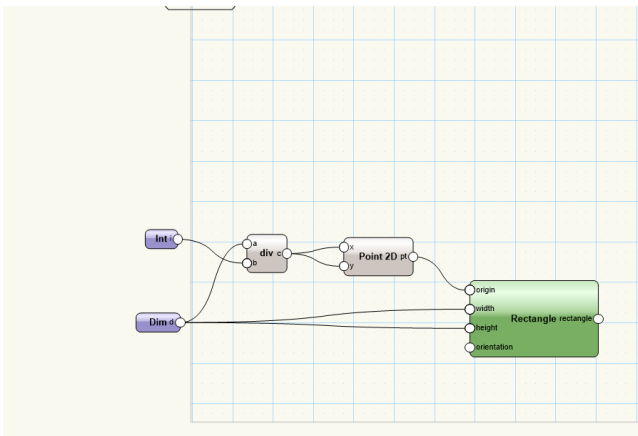 Int i
a
div c
b
x
Point 2D pt
y
origin
width
Dim d
Rectangle rectangle
height
orientation